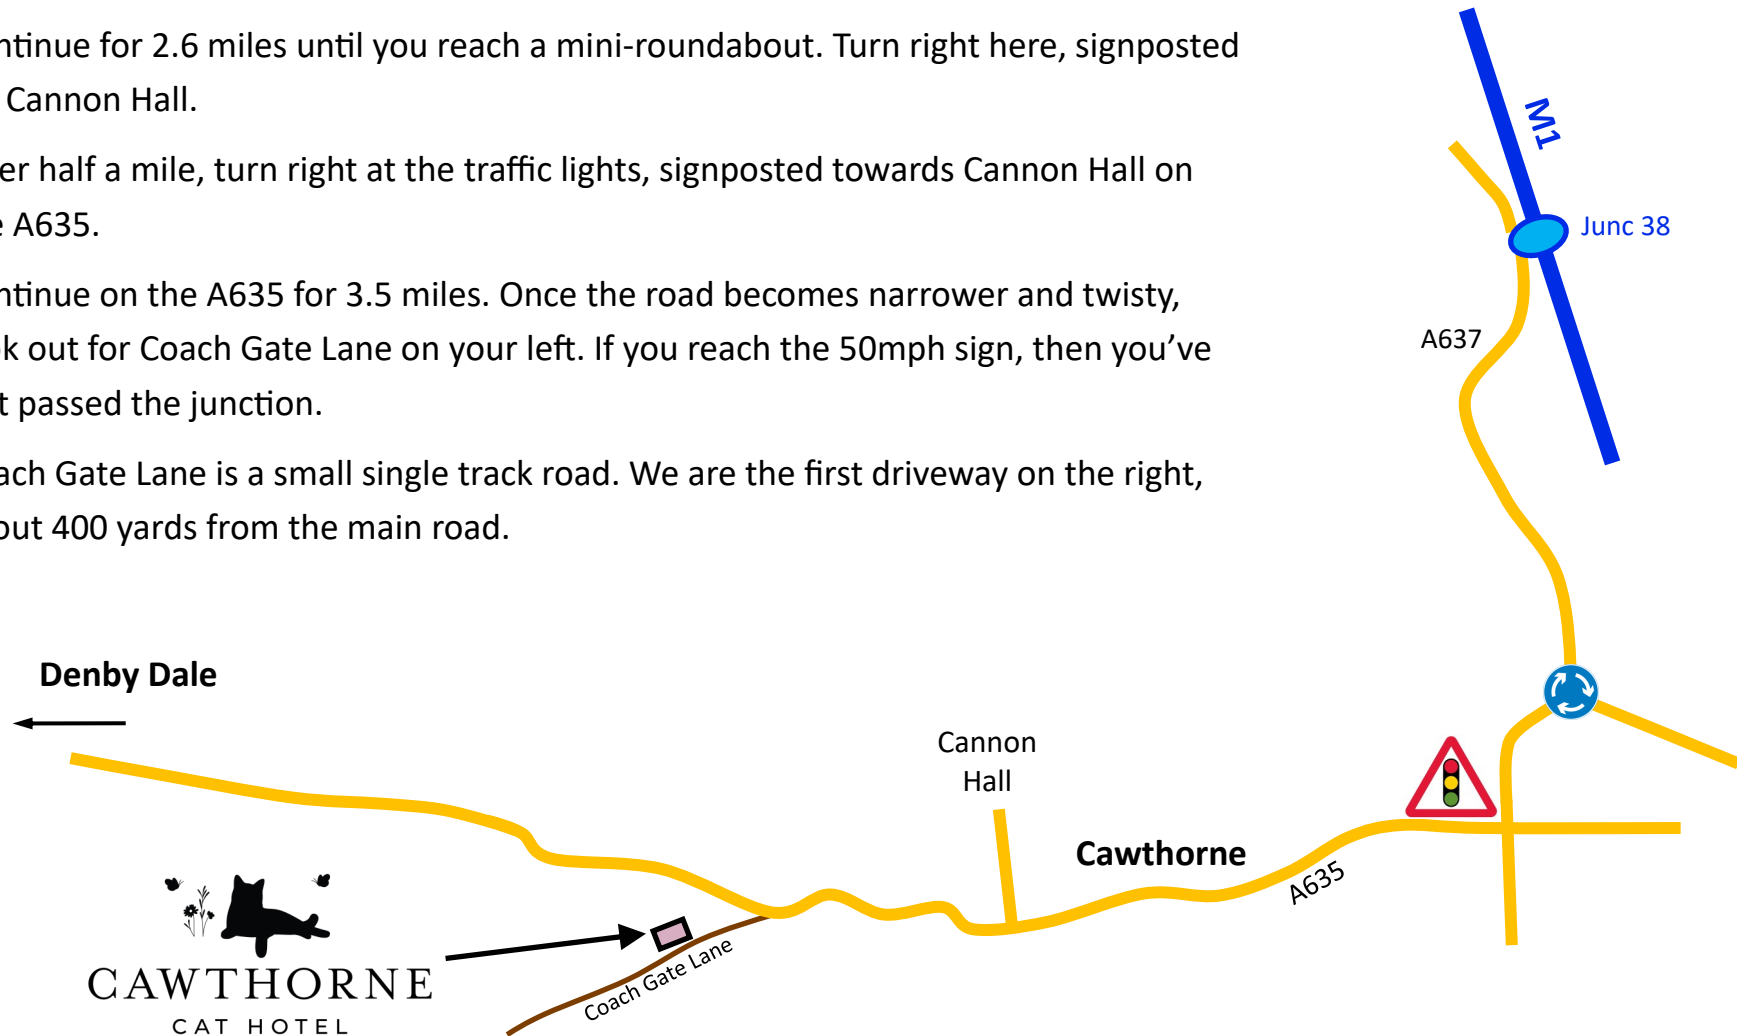 ntinue for 2.6 miles until you reach a mini-roundabout. Turn right here, signposted
Cannon Hall.
er half a mile, turn right at the traffic lights, signposted towards Cannon Hall on
e A635.
ntinue on the A635 for 3.5 miles. Once the road becomes narrower and twisty,
k out for Coach Gate Lane on your left. If you reach the 50mph sign, then you’ve
t passed the junction.
ach Gate Lane is a small single track road. We are the first driveway on the right,
out 400 yards from the main road.
M1
Junc 38
A637
Denby Dale
Cannon
Hall
Cawthorne
A635
Coach Gate Lane
CAWTHORNE
CAT HOTEL